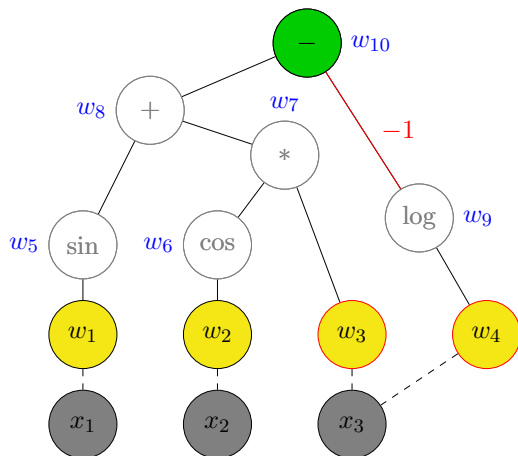 − w₁₀
w₈ + w₇
*
−1
w₅ sin w₆ cos log w₉
w₁ w₂ w₃ w₄
x₁ x₂ x₃